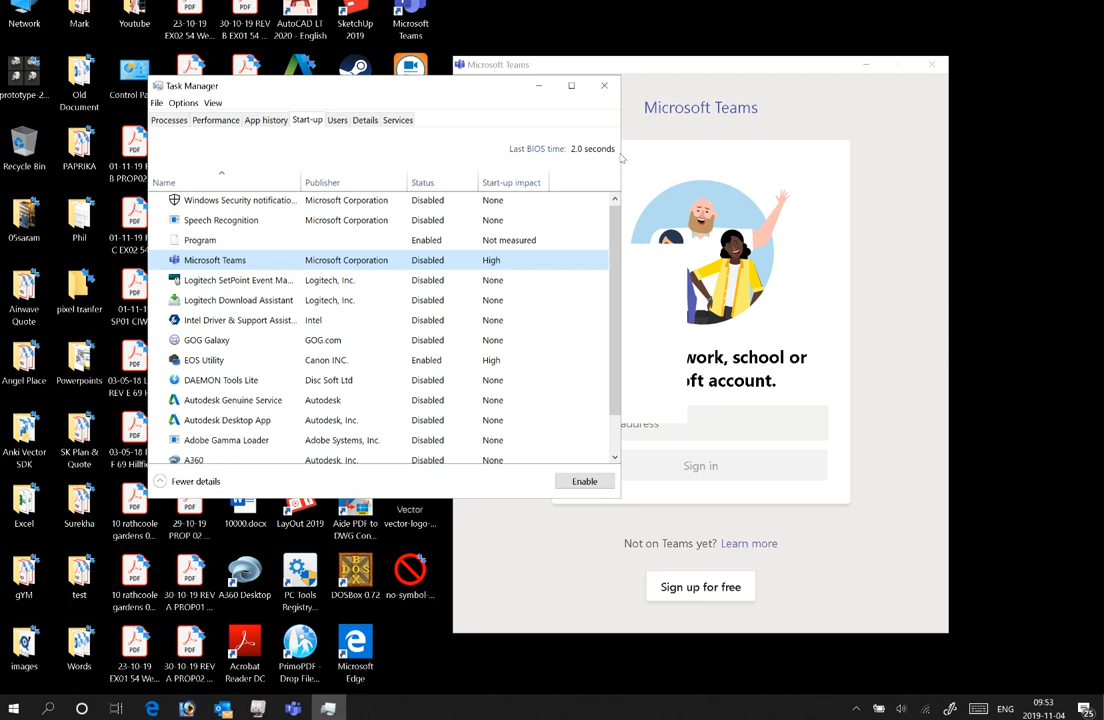 Network
Mark
Youtube
23-10-19
EX02 54 We...
30-10-19 REV
B EX01 54 ...
AutoCAD LT
2020 - English
SketchUp
2019
Microsoft
Teams
prototype-2...
Old
Document
Control Pa
Recycle Bin
PAPRIKA
01-11-19
B PROP02
05saram
Phil
01-11-19
C EX02 54
Airwave
Quote
pixel tranfer
01-11-1
SP01 CIW
Angel Place
Powerpoints
03-05-18 L
REV E 69 H
Anki Vector
SDK
SK Plan &
Quote
03-05-18
F 69 Hillfi
Excel
Surekha
10 rathcoole
gardens 0...
29-10-19
PROP 02 ...
10000.docx
LayOut 2019
Aide PDF to
DWG Con...
Vector
vector-logo-...
gYM
test
10 rathcoole
gardens 0...
30-10-19 REV
A PROP01 ...
A360 Desktop
PC Tools
Registry...
DOSBox 0.72
no-symbol-...
images
Words
23-10-19
EX01 54 We...
30-10-19 REV
A PROP02 ...
Acrobat
Reader DC
PrimoPDF -
Drop File...
Microsoft
Edge
Task Manager
File Options View
Processes Performance App history Start-up Users Details Services
Last BIOS time: 2.0 seconds
Name Publisher Status Start-up impact
Windows Security notificatio... Microsoft Corporation Disabled None
Speech Recognition Microsoft Corporation Disabled None
Program Enabled Not measured
Microsoft Teams Microsoft Corporation Disabled High
Logitech SetPoint Event Ma... Logitech, Inc. Disabled None
Logitech Download Assistant Logitech, Inc. Disabled None
Intel Driver & Support Assist... Intel Disabled None
GOG Galaxy GOG.com Disabled None
EOS Utility Canon INC. Enabled High
DAEMON Tools Lite Disc Soft Ltd Disabled None
Autodesk Genuine Service Autodesk Disabled None
Autodesk Desktop App Autodesk, Inc. Disabled None
Adobe Gamma Loader Adobe Systems, Inc. Disabled None
A360 Autodesk, Inc. Disabled None
Fewer details
Enable
Microsoft Teams
Microsoft Teams
work, school or
oft account.
address
Sign in
Not on Teams yet? Learn more
Sign up for free
ENG
09:53
2019-11-04
25